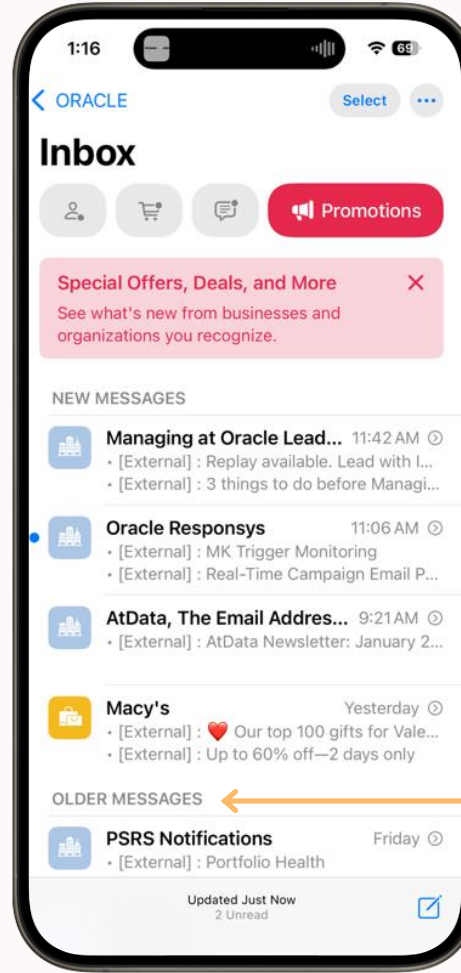 1:16
69
ORACLE
Select
Inbox
Promotions
Special Offers, Deals, and More
See what's new from businesses and
organizations you recognize.
NEW MESSAGES
Managing at Oracle Lead... 11:42 AM
• [External] : Replay available. Lead with I...
• [External] : 3 things to do before Managi...
Oracle Responsys 11:06 AM
• [External] : MK Trigger Monitoring
• [External] : Real-Time Campaign Email P...
AtData, The Email Addres... 9:21 AM
• [External] : AtData Newsletter: January 2...
Macy's Yesterday
• [External] : ❤️ Our top 100 gifts for Vale...
• [External] : Up to 60% off—2 days only
OLDER MESSAGES
PSRS Notifications Friday
• [External] : Portfolio Health
Updated Just Now
2 Unread